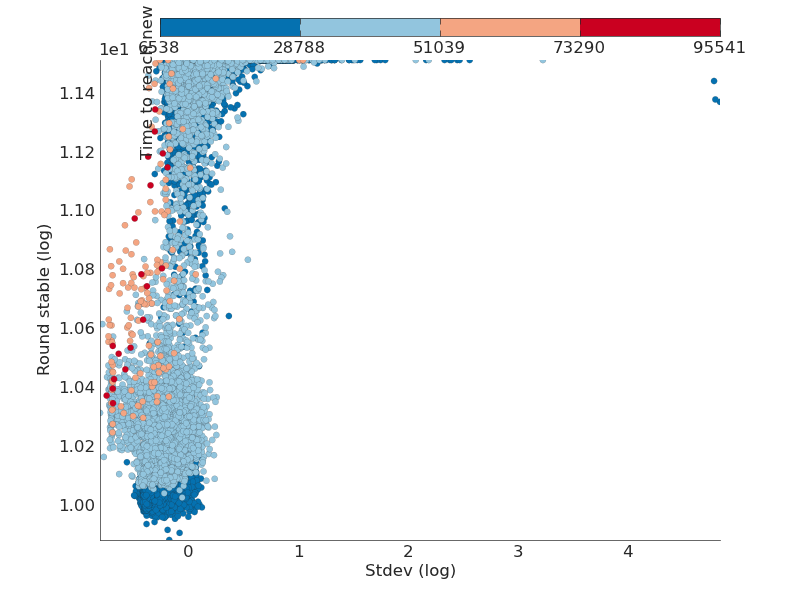 Time to reach new
6538 28788 51039 73290 95541
1e1
1.14
1.12
1.10
1.08
1.06
1.04
1.02
1.00
Round stable (log)
0 1 2 3 4
Stdev (log)